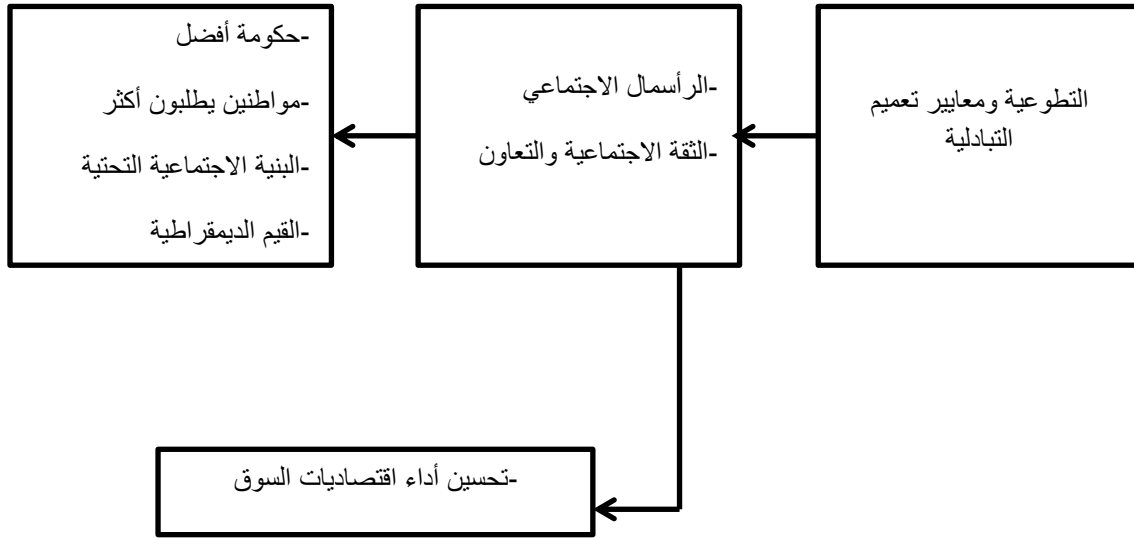 التطوعية ومعايير تعميم
التبادلية
-الرأسمال الاجتماعي
-الثقة الاجتماعية والتعاون
-حكومة أفضل
-مواطنين يطلبون أكثر
-البنية الاجتماعية التحتية
-القيم الديمقراطية
-تحسين أداء اقتصاديات السوق